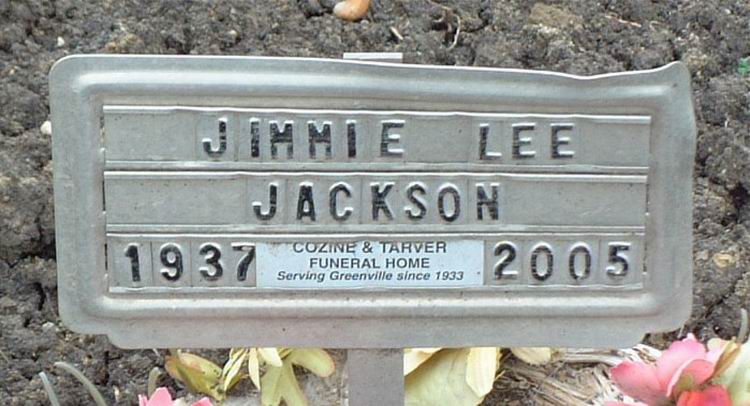 JIMMIE LEE
JACKSON
1937 2005
COZINE & TARVER
FUNERAL HOME
Serving Greenville since 1933